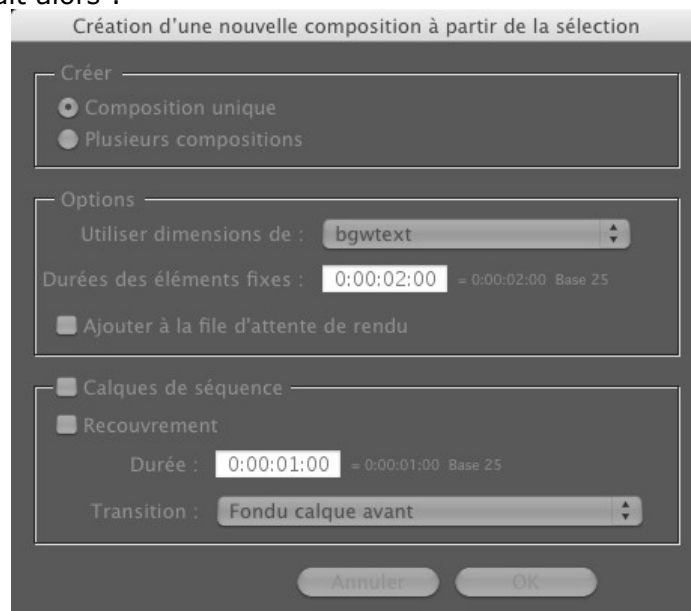 ait alors :
Création d'une nouvelle composition à partir de la sélection
Créer
Composition unique
Plusieurs compositions
Options
Utiliser dimensions de : bgwtext
Durées des éléments fixes : 0:00:02:00 = 0:00:02:00 Base 25
Ajouter à la file d'attente de rendu
Calques de séquence
Recouvrement
Durée : 0:00:01:00 = 0:00:01:00 Base 25
Transition : Fondu calque avant
Annuler OK